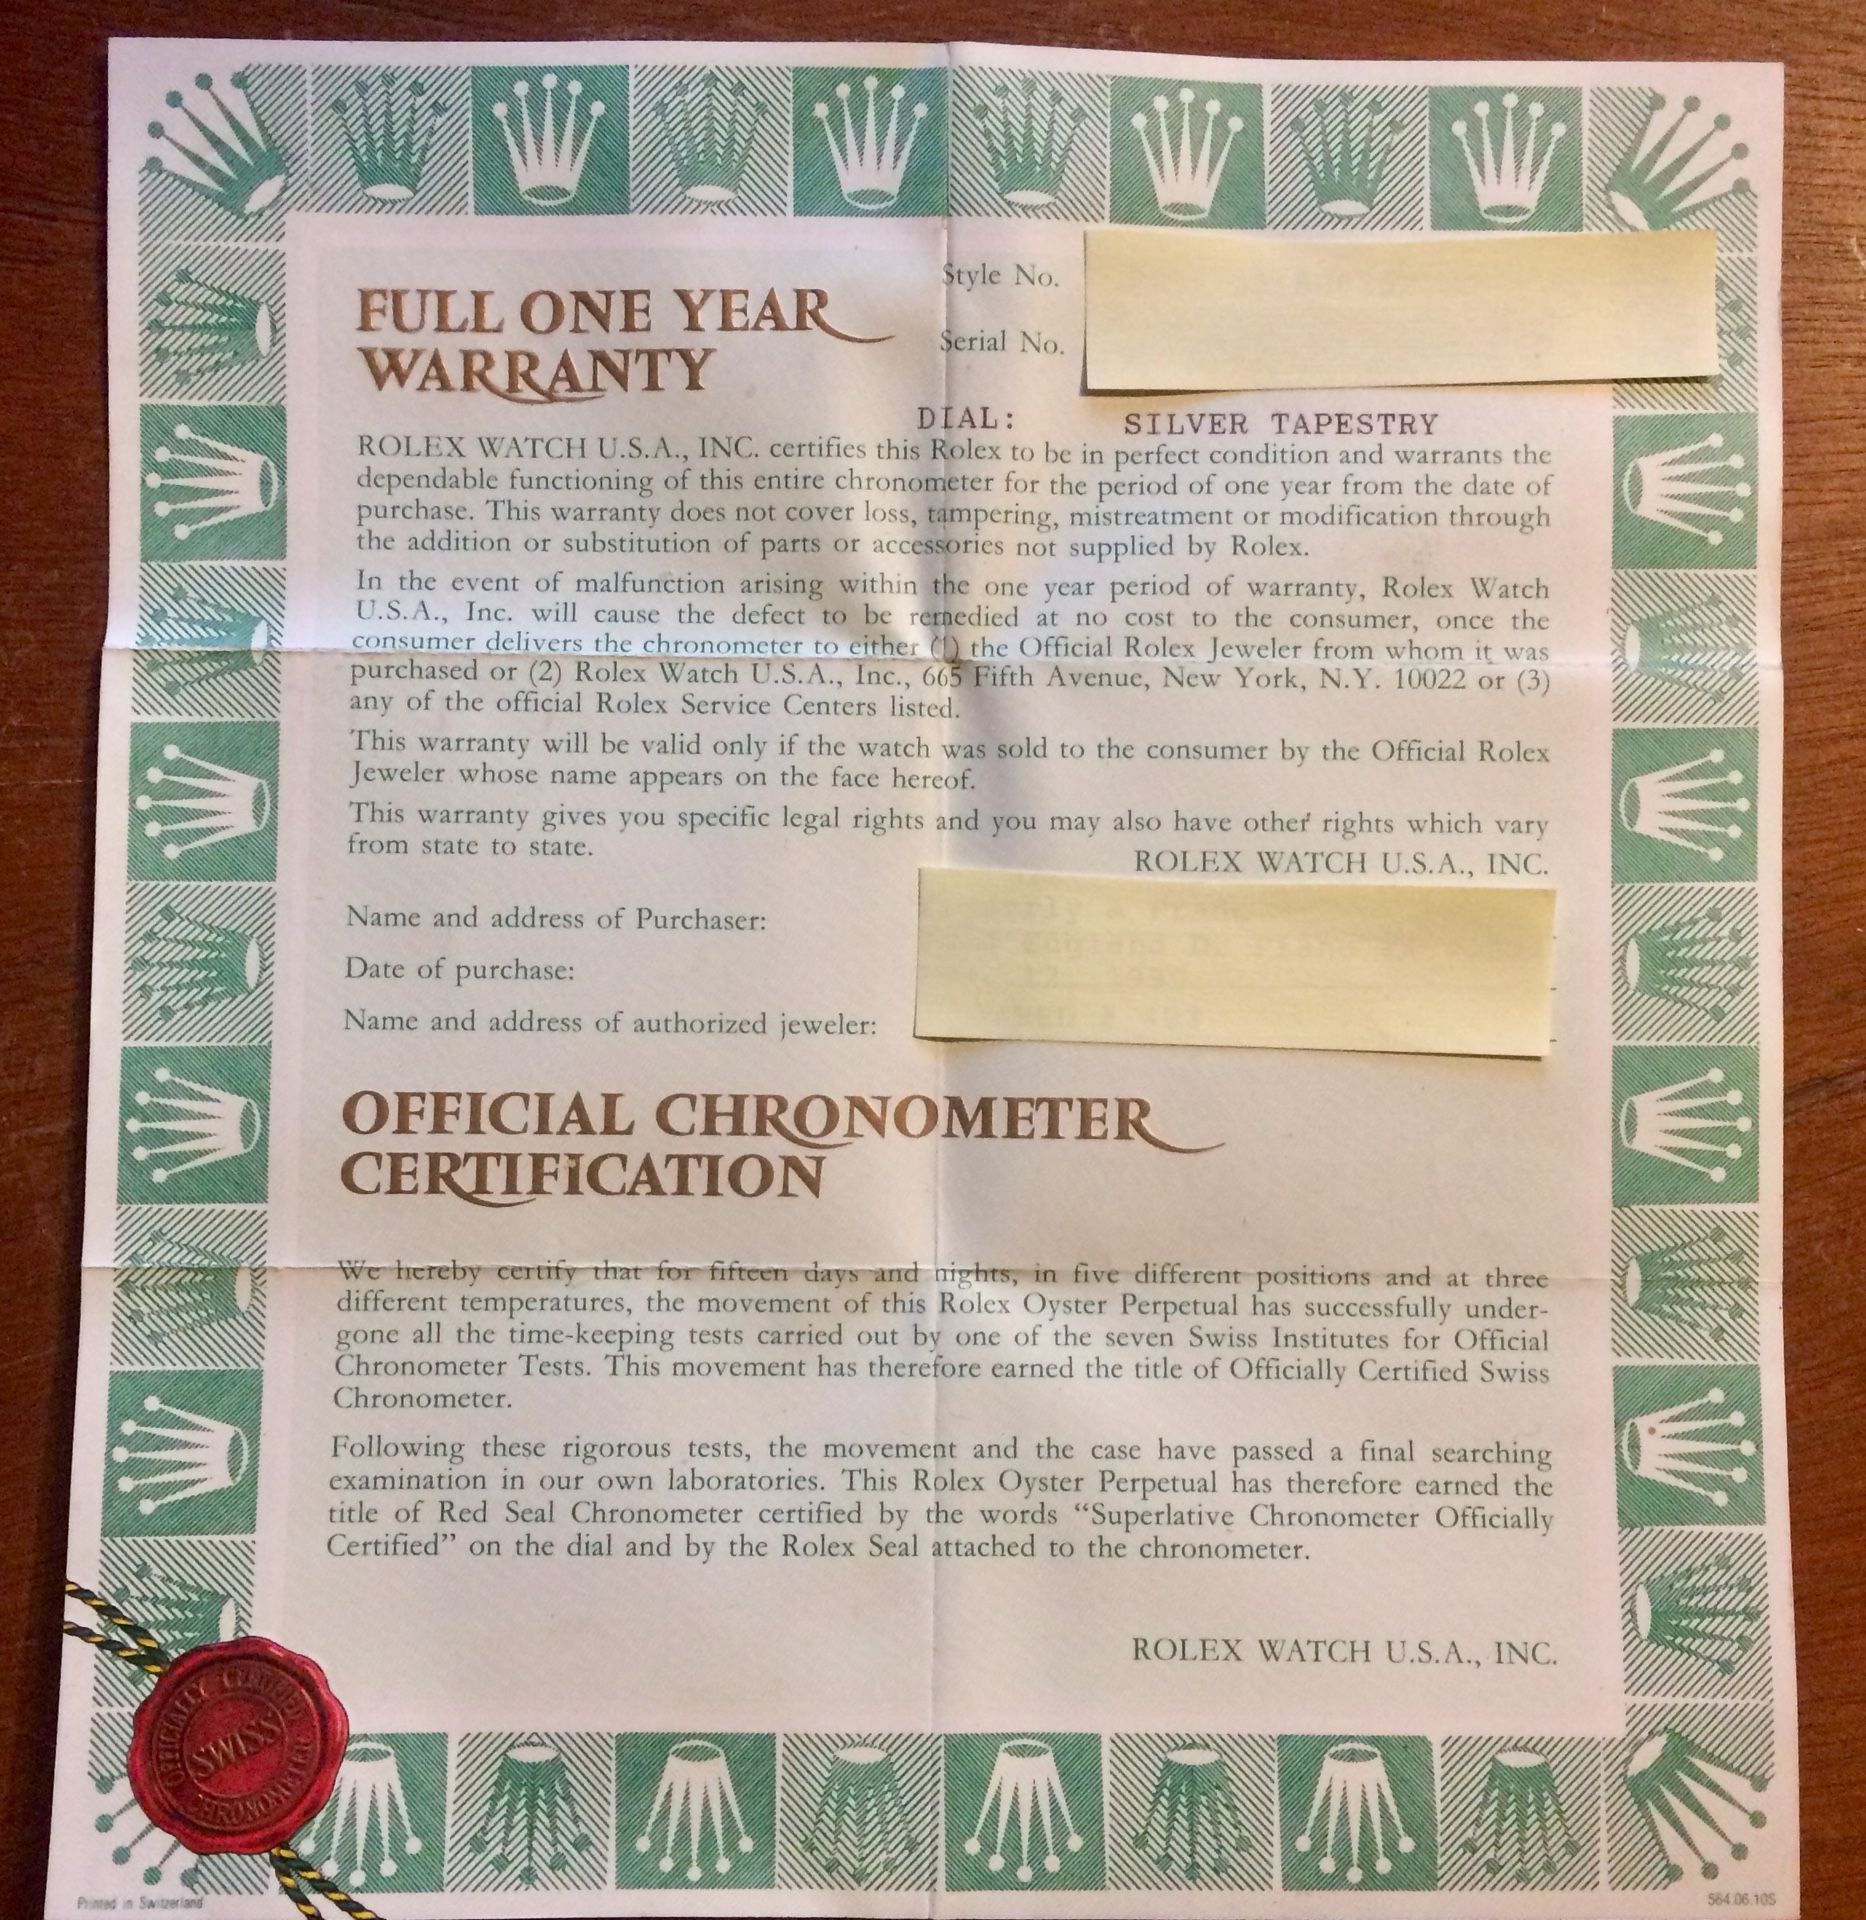 Style No.
FULL ONE YEAR
WARRANTY
Serial No.
DIAL: SILVER TAPESTRY
ROLEX WATCH U.S.A., INC. certifies this Rolex to be in perfect condition and warrants the
dependable functioning of this entire chronometer for the period of one year from the date of
purchase. This warranty does not cover loss, tampering, mistreatment or modification through
the addition or substitution of parts or accessories not supplied by Rolex.
In the event of malfunction arising within the one year period of warranty, Rolex Watch
U.S.A., Inc. will cause the defect to be remedied at no cost to the consumer, once the
consumer delivers the chronometer to either (1) the Official Rolex Jeweler from whom it was
purchased or (2) Rolex Watch U.S.A., Inc., 665 Fifth Avenue, New York, N.Y. 10022 or (3)
any of the official Rolex Service Centers listed.
This warranty will be valid only if the watch was sold to the consumer by the Official Rolex
Jeweler whose name appears on the face hereof.
This warranty gives you specific legal rights and you may also have other rights which vary
from state to state.
ROLEX WATCH U.S.A., INC.
Name and address of Purchaser:
Date of purchase:
Name and address of authorized jeweler:
OFFICIAL CHRONOMETER
CERTIFICATION
We hereby certify that for fifteen days and nights, in five different positions and at three
different temperatures, the movement of this Rolex Oyster Perpetual has successfully under-
gone all the time-keeping tests carried out by one of the seven Swiss Institutes for Official
Chronometer Tests. This movement has therefore earned the title of Officially Certified Swiss
Chronometer.
Following these rigorous tests, the movement and the case have passed a final searching
examination in our own laboratories. This Rolex Oyster Perpetual has therefore earned the
title of Red Seal Chronometer certified by the words “Superlative Chronometer Officially
Certified” on the dial and by the Rolex Seal attached to the chronometer.
ROLEX WATCH U.S.A., INC.
OFFICIALLY CERTIFIED
SWISS
CHRONOMETER
Printed in Switzerland
564.06.10S